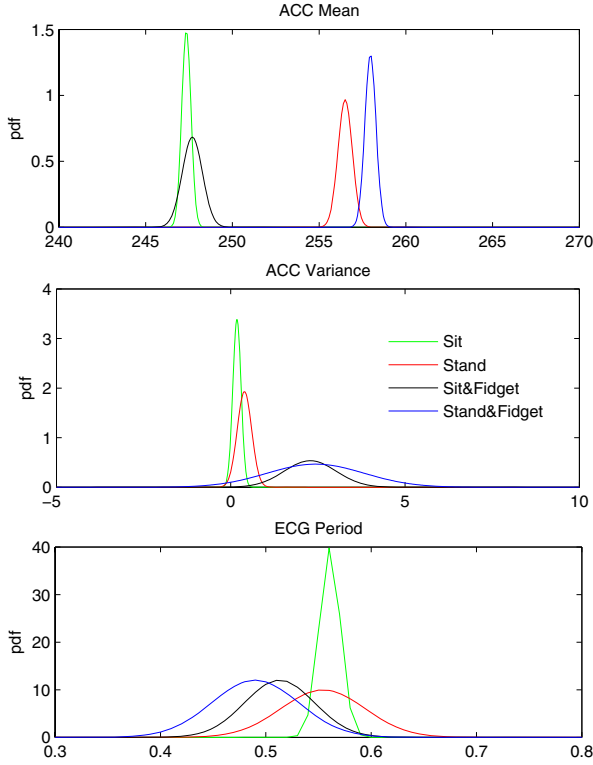 ACC Mean
1.5
1
0.5
0
pdf
240 245 250 255 260 265 270
ACC Variance
4
3
2
1
0
pdf
Sit
Stand
Sit&Fidget
Stand&Fidget
−5 0 5 10
ECG Period
40
30
20
10
0
pdf
0.3 0.4 0.5 0.6 0.7 0.8